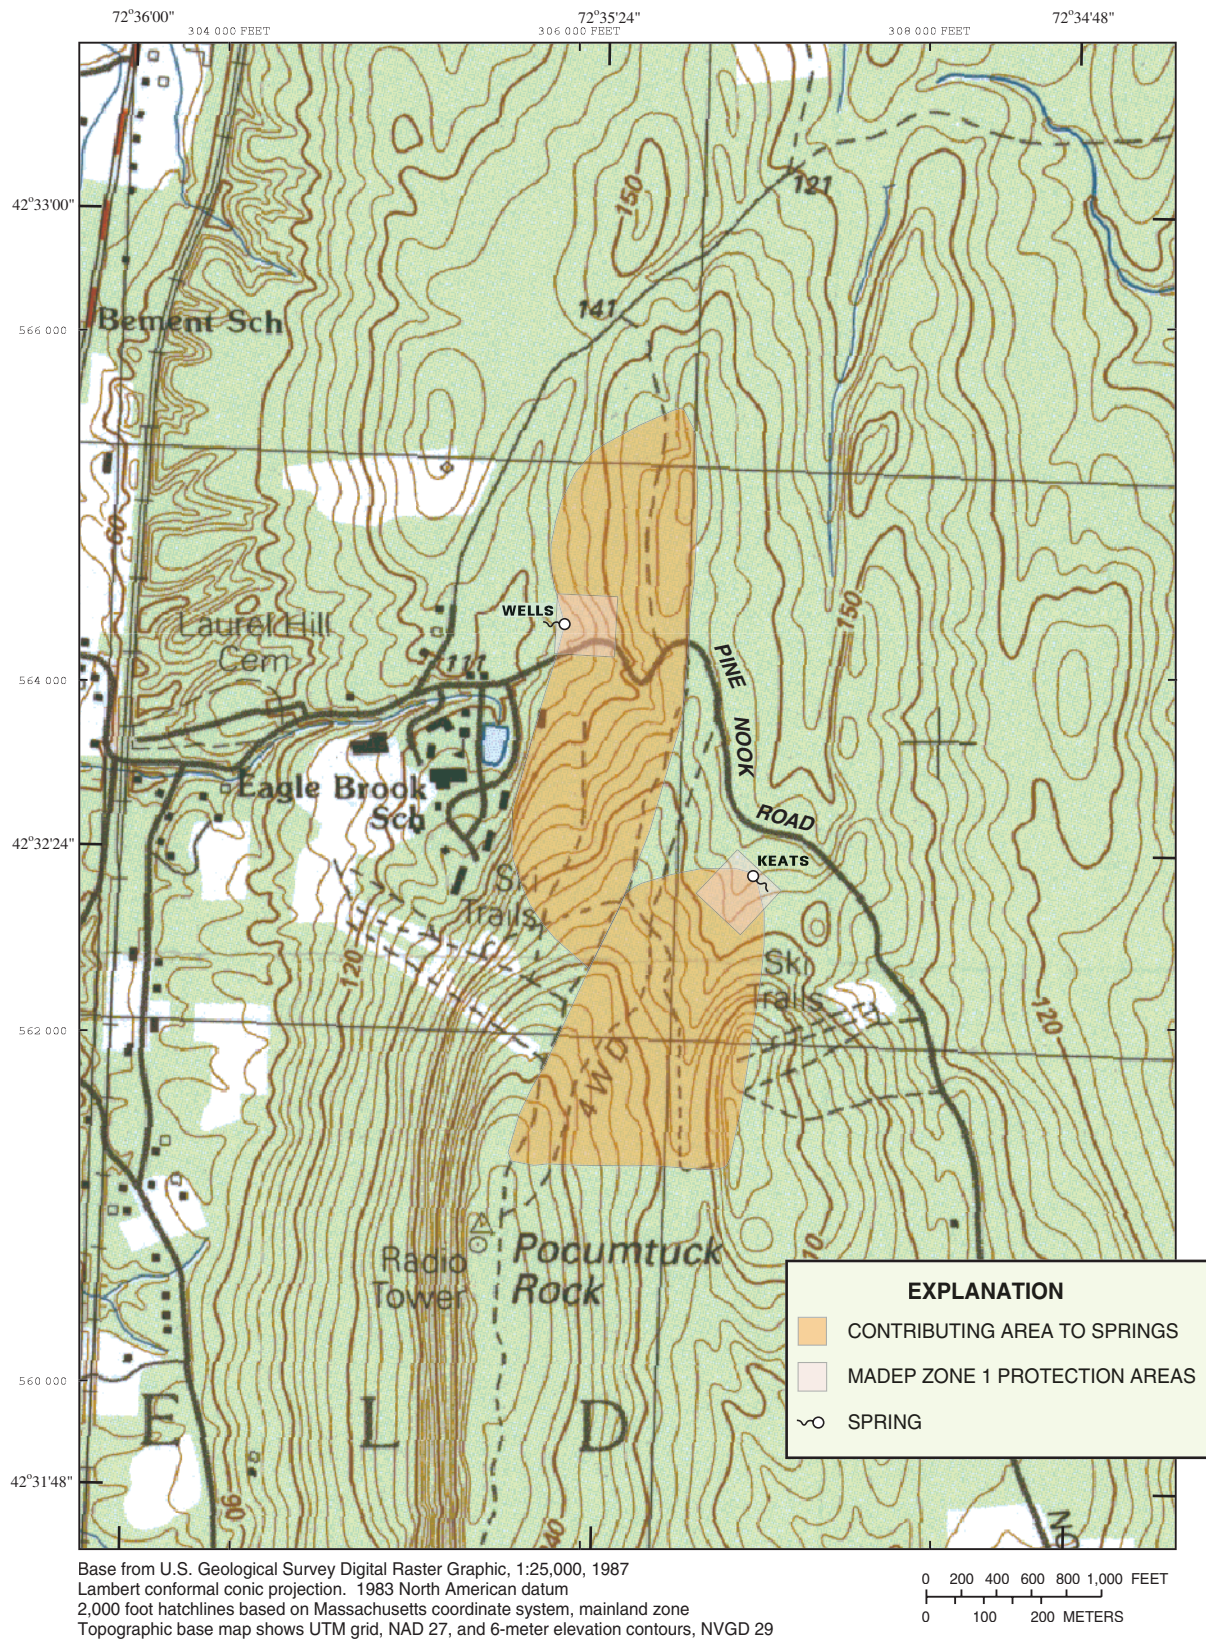 72°36'00" 72°35'24" 72°34'48"
304 000 FEET 306 000 FEET 308 000 FEET
150
121
42°33'00"
141
Bement Sch
566 000
60
WELLS
150
Laurel Hill
Cem
111
PINE
NOOK
ROAD
564 000
Eagle Brook
Sch
42°32'24"
KEATS
Ski
Trails
120
Ski
Trails
120
562 000
4WD
Radio
Tower
Pocumtuck
Rock
10
EXPLANATION
CONTRIBUTING AREA TO SPRINGS
MADEP ZONE 1 PROTECTION AREAS
SPRING
560 000
E L D
42°31'48"
90
40
NO
Base from U.S. Geological Survey Digital Raster Graphic, 1:25,000, 1987
Lambert conformal conic projection. 1983 North American datum
2,000 foot hatchlines based on Massachusetts coordinate system, mainland zone
Topographic base map shows UTM grid, NAD 27, and 6-meter elevation contours, NVGD 29
0 200 400 600 800 1,000 FEET
0 100 200 METERS